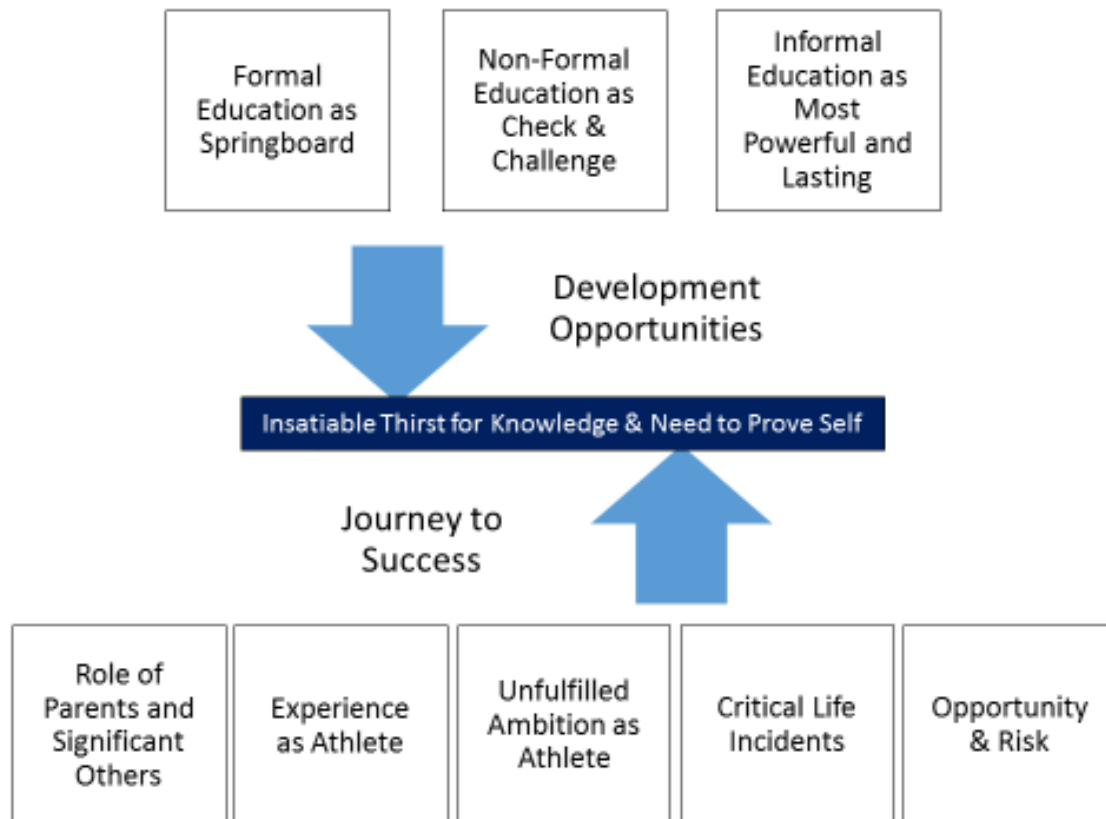 Formal
Education as
Springboard
Non-Formal
Education as
Check &
Challenge
Informal
Education as
Most
Powerful and
Lasting
Development
Opportunities
Insatiable Thirst for Knowledge & Need to Prove Self
Journey to
Success
Role of
Parents and
Significant
Others
Experience
as Athlete
Unfulfilled
Ambition as
Athlete
Critical Life
Incidents
Opportunity
& Risk